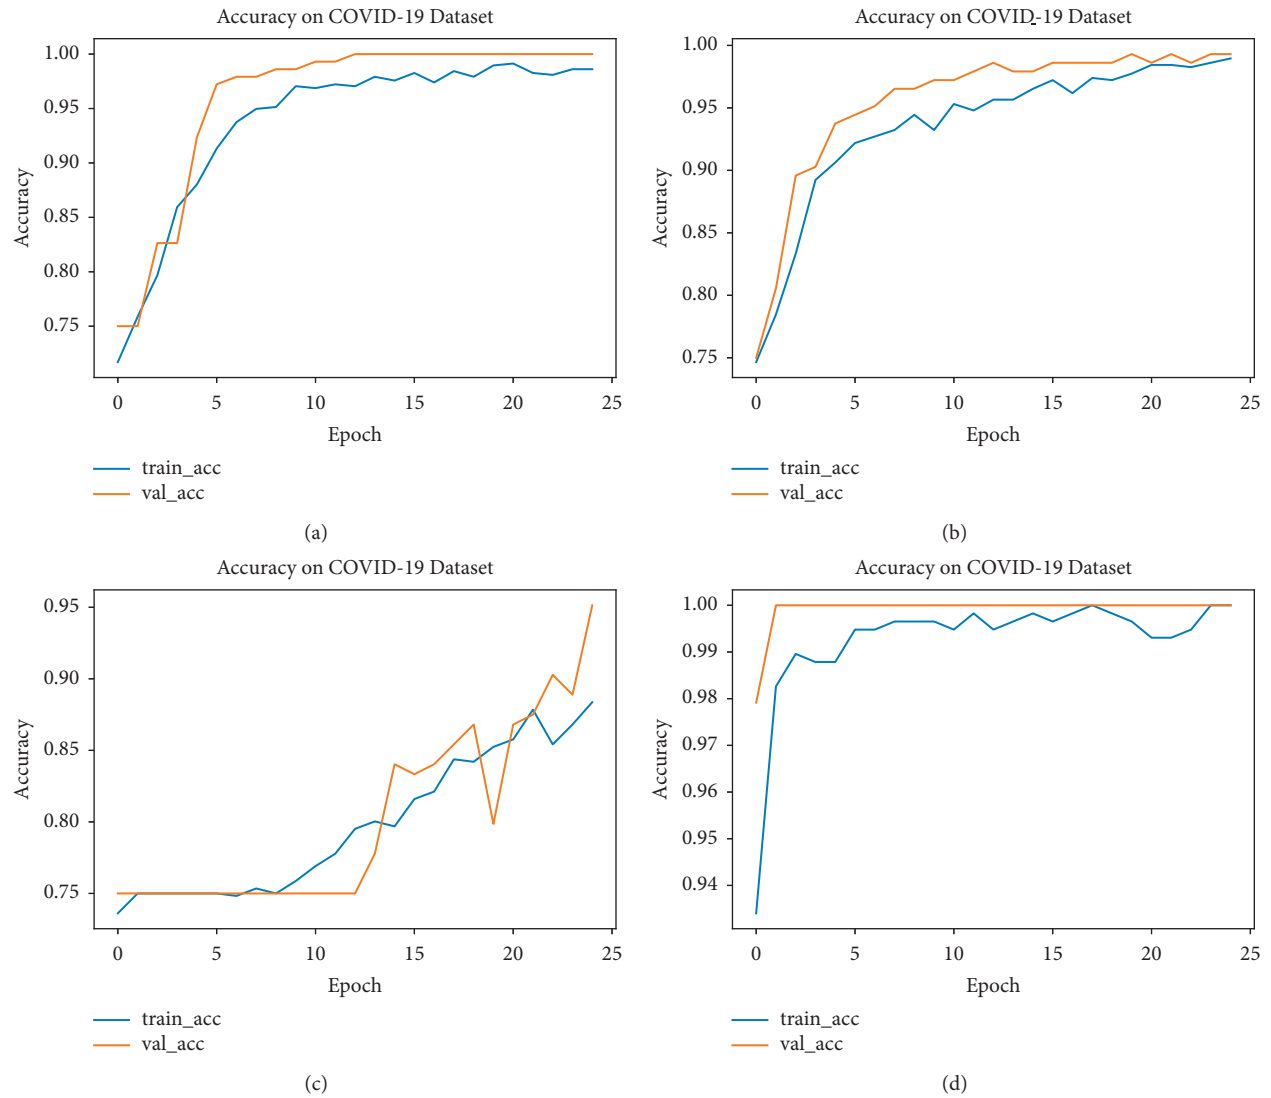 Accuracy on COVID-19 Dataset
1.00
0.95
0.90
0.85
0.80
0.75
Accuracy
0 5 10 15 20 25
Epoch
train_acc
val_acc
(a)
Accuracy on COVID-19 Dataset
1.00
0.95
0.90
0.85
0.80
0.75
Accuracy
0 5 10 15 20 25
Epoch
train_acc
val_acc
(b)
Accuracy on COVID-19 Dataset
0.95
0.90
0.85
0.80
0.75
Accuracy
0 5 10 15 20 25
Epoch
train_acc
val_acc
(c)
Accuracy on COVID-19 Dataset
1.00
0.99
0.98
0.97
0.96
0.95
0.94
Accuracy
0 5 10 15 20 25
Epoch
train_acc
val_acc
(d)